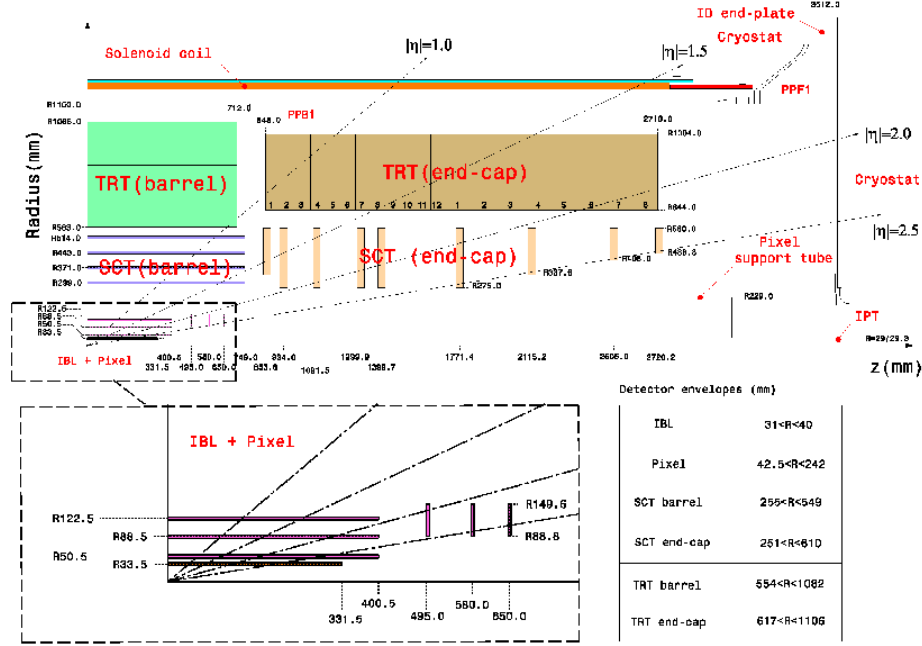 3512.0
ID end-plate
Cryostat
|η|=1.0
|η|=1.5
Solenoid coil
PPF1
R1150.0
712.0
PPB1
848.0
2710.0
R1066.0
R1004.0
|η|=2.0
Radius(mm)
TRT(barrel)
TRT(end-cap)
Cryostat
1 2 3 4 5 6 7 8 9 10 11 12 1 2 3 4 5 6 7 8
R644.0
R563.0
R560.0
R514.0
|η|=2.5
R443.0
R438.8
R408.0
SCT(barrel)
SCT (end-cap)
Pixel
support tube
R371.0
R337.6
R299.0
R275.0
R229.0
R122.5
R88.5
R50.5
R33.5
IPT
R=29/29.3
IBL + Pixel
400.5 580.0 749.0 934.0 1299.9 1771.4 2115.2 2505.0 2720.2
331.5 495.0 650.0 853.8 1091.5 1399.7
z(mm)
Detector envelopes (mm)
IBL 31<R<40
IBL + Pixel
Pixel 42.5<R<242
SCT barrel 255<R<549
R122.5
R149.6
R88.5
R88.8
SCT end-cap 251<R<610
R50.5
R33.5
TRT barrel 554<R<1082
400.5 580.0
331.5 495.0 650.0
TRT end-cap 617<R<1106